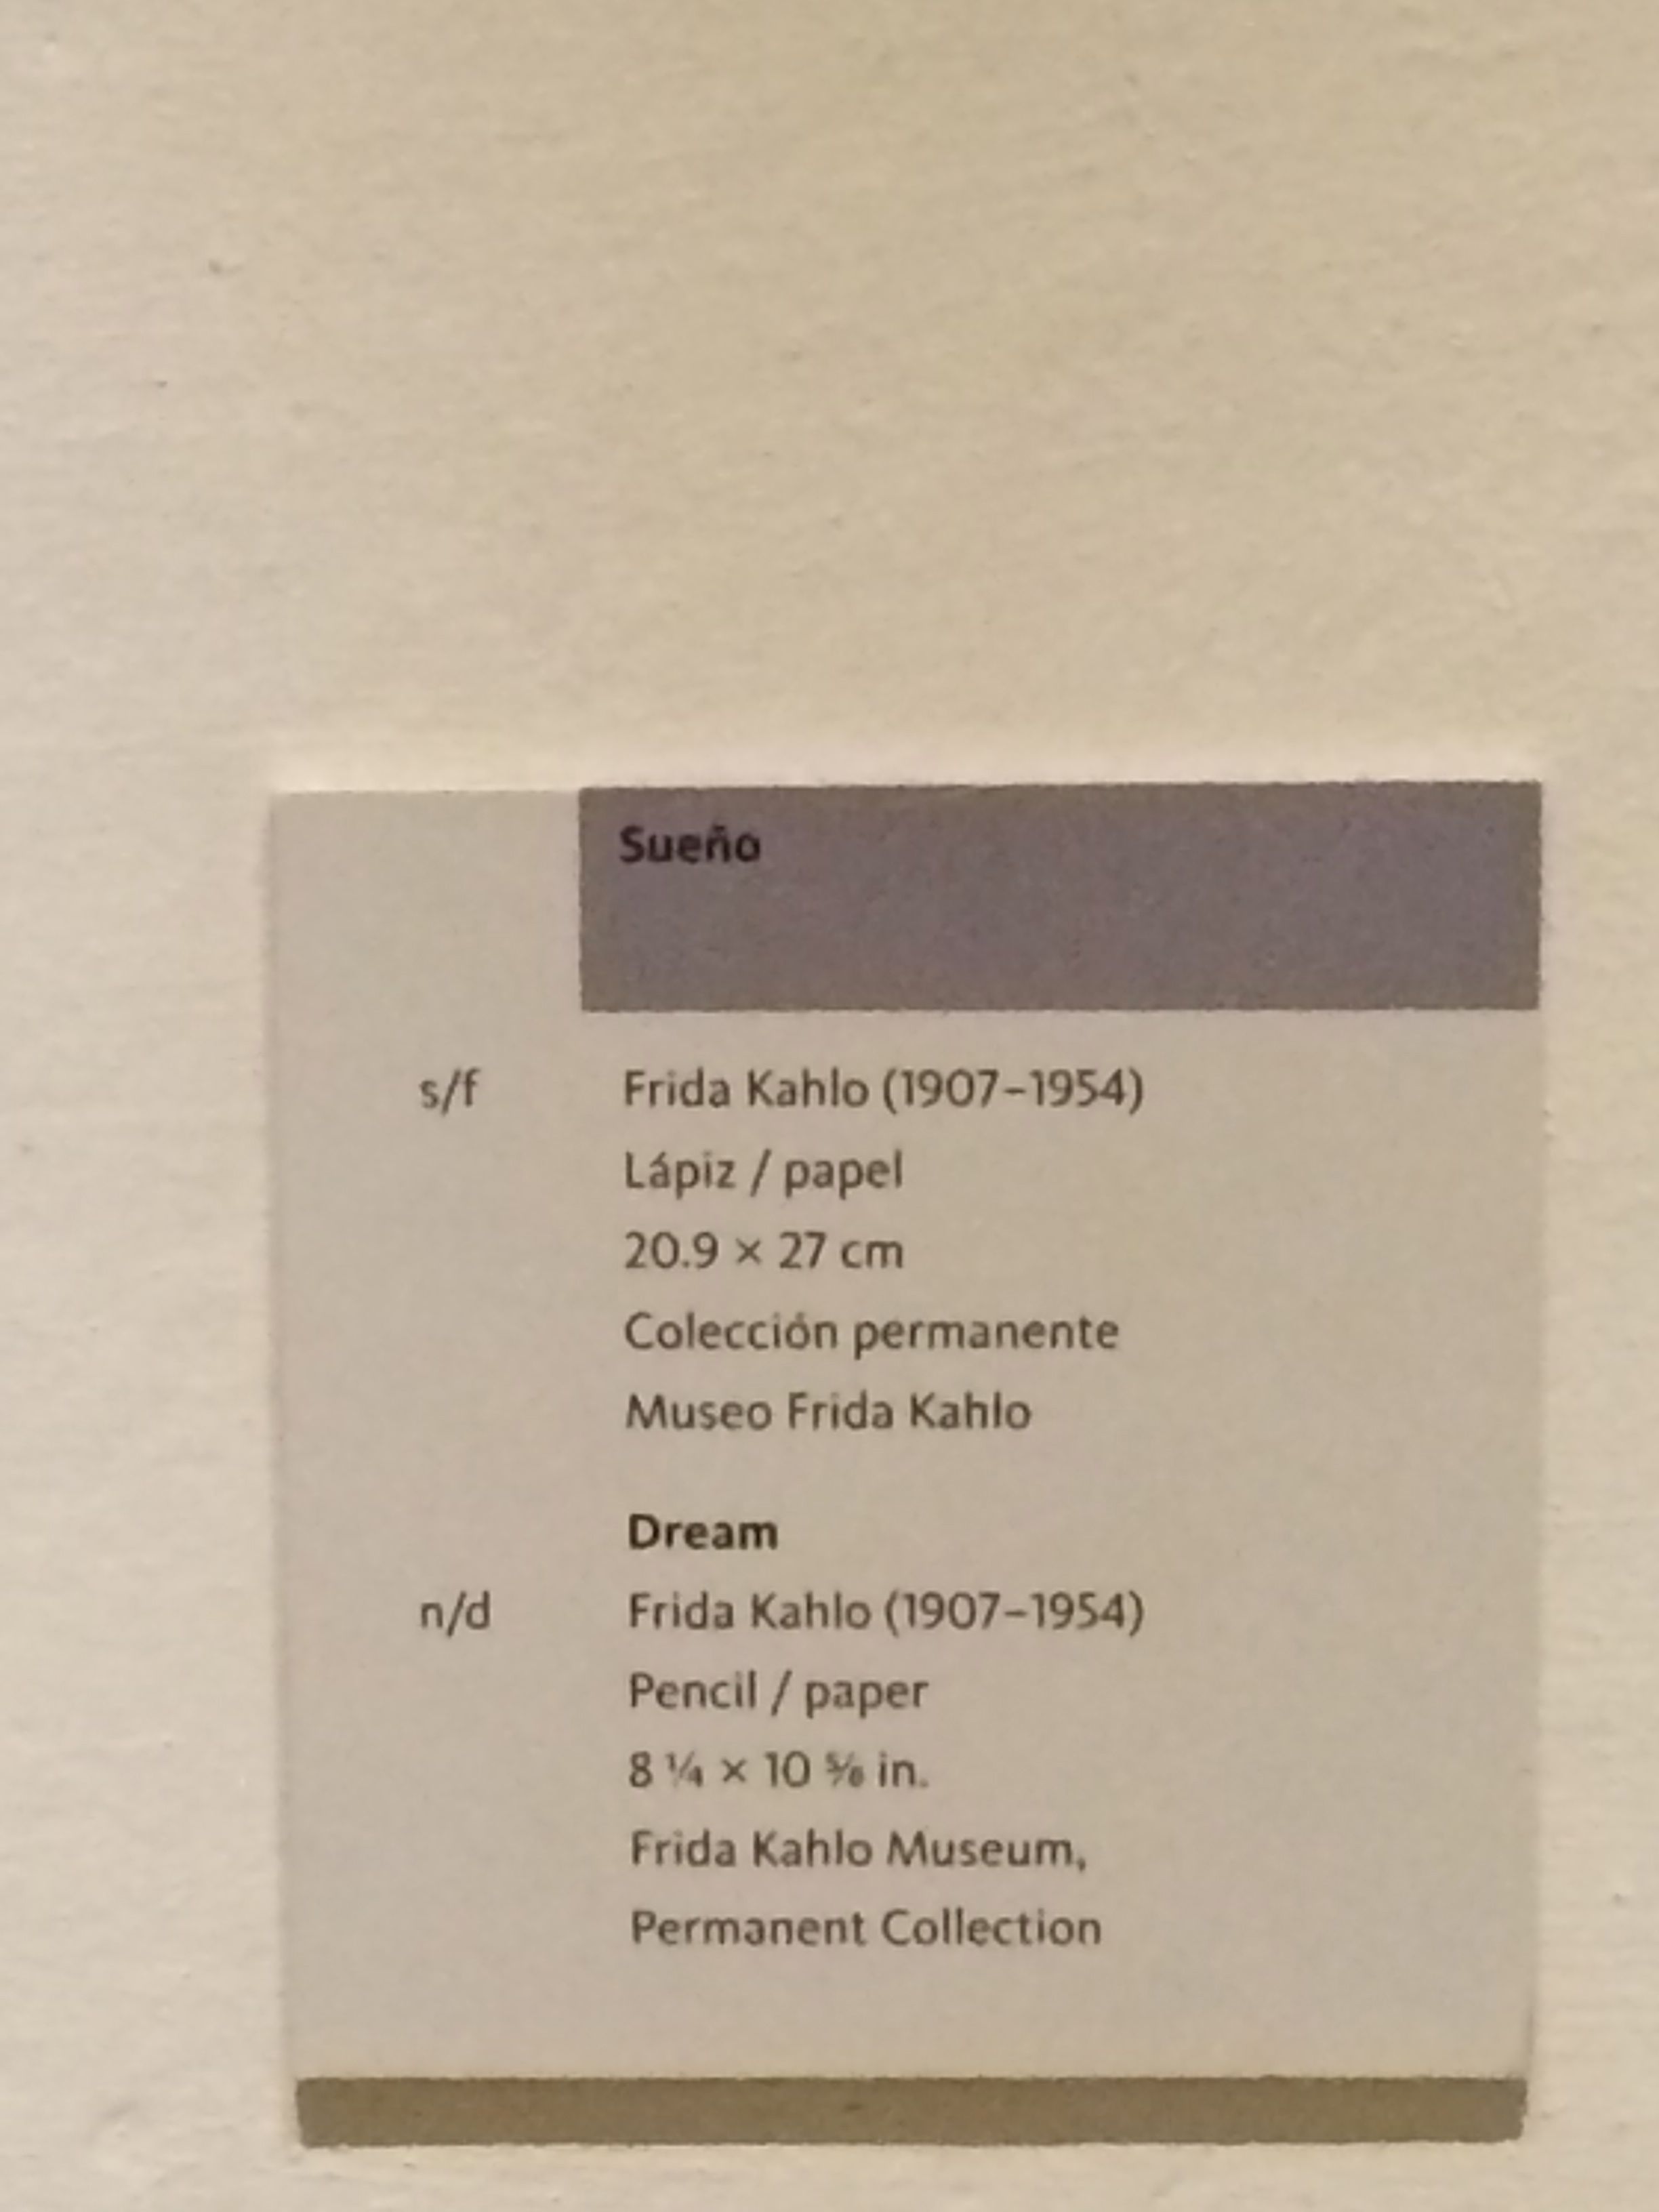 Sueño
s/f Frida Kahlo (1907–1954)
Lápiz / papel
20.9 × 27 cm
Colección permanente
Museo Frida Kahlo
Dream
n/d Frida Kahlo (1907–1954)
Pencil / paper
8 ¼ × 10 ⅝ in.
Frida Kahlo Museum,
Permanent Collection